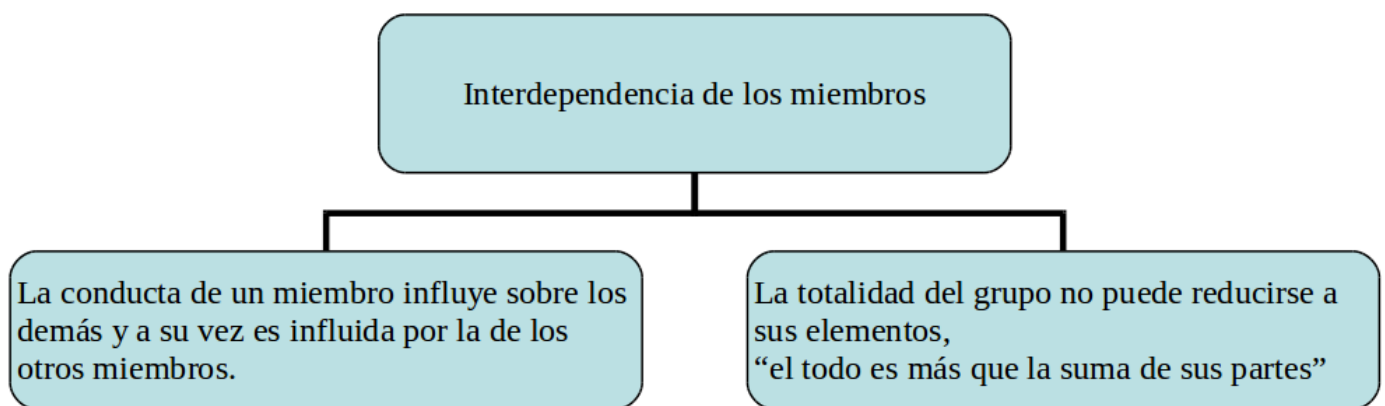 Interdependencia de los miembros
La conducta de un miembro influye sobre los
demás y a su vez es influida por la de los
otros miembros.
La totalidad del grupo no puede reducirse a
sus elementos,
“el todo es más que la suma de sus partes”